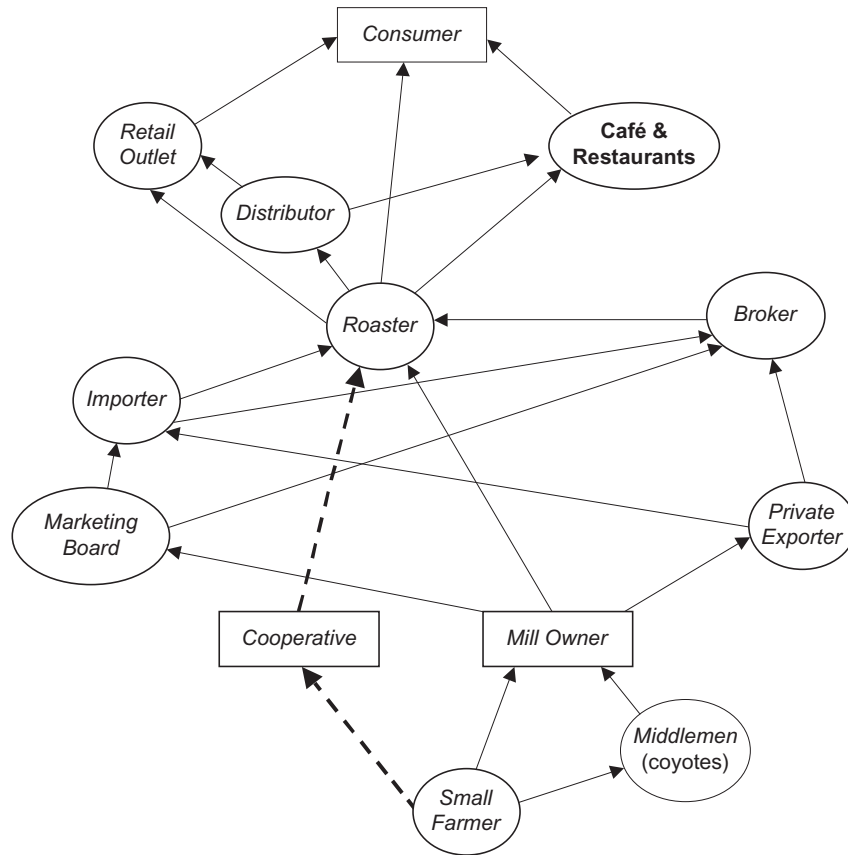 Consumer
Retail
Outlet
Café &
Restaurants
Distributor
Roaster
Broker
Importer
Marketing
Board
Private
Exporter
Cooperative
Mill Owner
Middlemen
(coyotes)
Small
Farmer